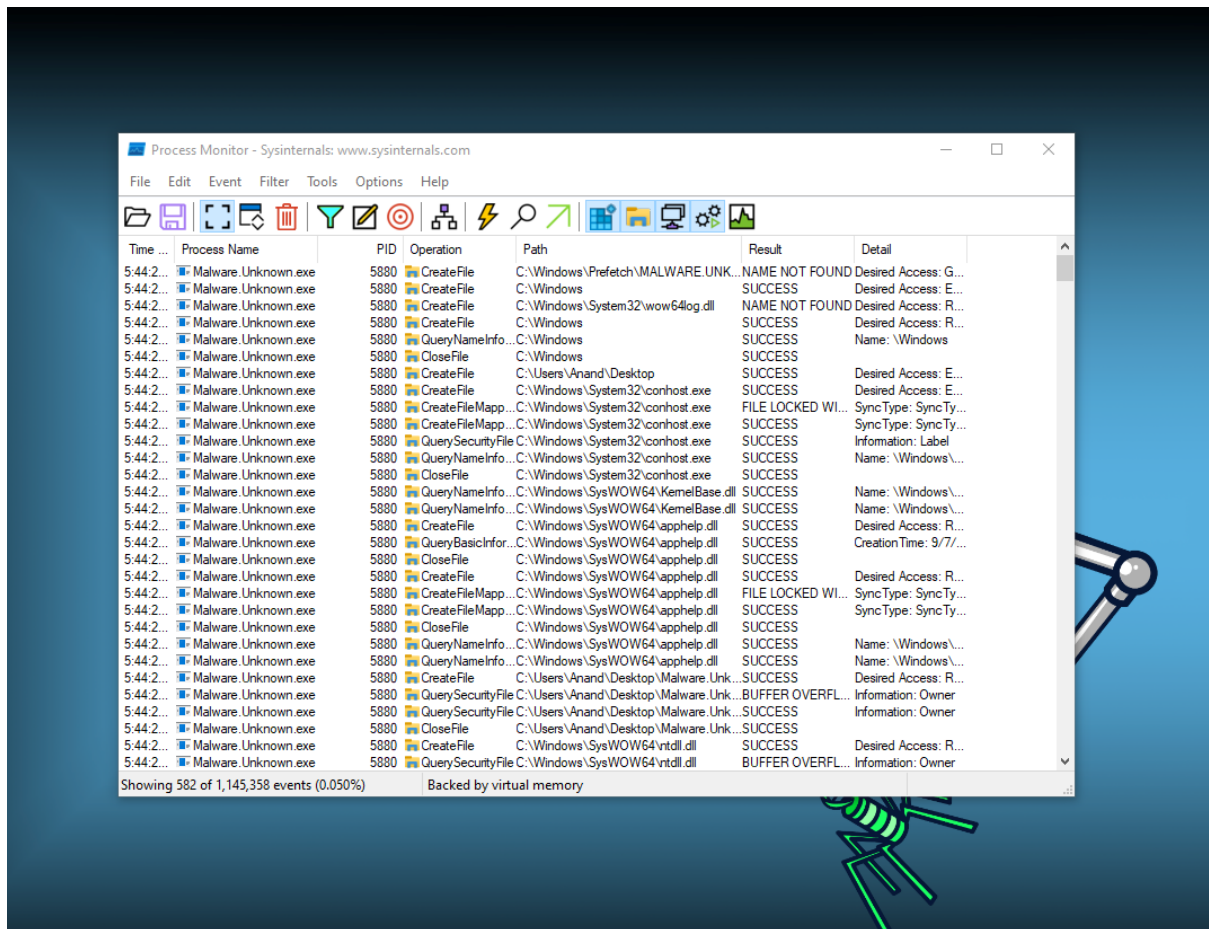 Process Monitor - Sysinternals: www.sysinternals.com
File Edit Event Filter Tools Options Help
Time ... Process Name PID Operation Path Result Detail
5:44:2... Malware.Unknown.exe 5880 CreateFile C:\Windows\Prefetch\MALWARE.UNK... NAME NOT FOUND Desired Access: G...
5:44:2... Malware.Unknown.exe 5880 CreateFile C:\Windows SUCCESS Desired Access: E...
5:44:2... Malware.Unknown.exe 5880 CreateFile C:\Windows\System32\wow64log.dll NAME NOT FOUND Desired Access: R...
5:44:2... Malware.Unknown.exe 5880 CreateFile C:\Windows SUCCESS Desired Access: R...
5:44:2... Malware.Unknown.exe 5880 QueryNameInfo... C:\Windows SUCCESS Name: \Windows
5:44:2... Malware.Unknown.exe 5880 CloseFile C:\Windows SUCCESS
5:44:2... Malware.Unknown.exe 5880 CreateFile C:\Users\Anand\Desktop SUCCESS Desired Access: E...
5:44:2... Malware.Unknown.exe 5880 CreateFile C:\Windows\System32\conhost.exe SUCCESS Desired Access: E...
5:44:2... Malware.Unknown.exe 5880 CreateFileMapp... C:\Windows\System32\conhost.exe FILE LOCKED WI... SyncType: SyncTy...
5:44:2... Malware.Unknown.exe 5880 CreateFileMapp... C:\Windows\System32\conhost.exe SUCCESS SyncType: SyncTy...
5:44:2... Malware.Unknown.exe 5880 QuerySecurityFile C:\Windows\System32\conhost.exe SUCCESS Information: Label
5:44:2... Malware.Unknown.exe 5880 QueryNameInfo... C:\Windows\System32\conhost.exe SUCCESS Name: \Windows\...
5:44:2... Malware.Unknown.exe 5880 CloseFile C:\Windows\System32\conhost.exe SUCCESS
5:44:2... Malware.Unknown.exe 5880 QueryNameInfo... C:\Windows\SysWOW64\KernelBase.dll SUCCESS Name: \Windows\...
5:44:2... Malware.Unknown.exe 5880 QueryNameInfo... C:\Windows\SysWOW64\KernelBase.dll SUCCESS Name: \Windows\...
5:44:2... Malware.Unknown.exe 5880 CreateFile C:\Windows\SysWOW64\apphelp.dll SUCCESS Desired Access: R...
5:44:2... Malware.Unknown.exe 5880 QueryBasicInfor... C:\Windows\SysWOW64\apphelp.dll SUCCESS CreationTime: 9/7/...
5:44:2... Malware.Unknown.exe 5880 CloseFile C:\Windows\SysWOW64\apphelp.dll SUCCESS
5:44:2... Malware.Unknown.exe 5880 CreateFile C:\Windows\SysWOW64\apphelp.dll SUCCESS Desired Access: R...
5:44:2... Malware.Unknown.exe 5880 CreateFileMapp... C:\Windows\SysWOW64\apphelp.dll FILE LOCKED WI... SyncType: SyncTy...
5:44:2... Malware.Unknown.exe 5880 CreateFileMapp... C:\Windows\SysWOW64\apphelp.dll SUCCESS SyncType: SyncTy...
5:44:2... Malware.Unknown.exe 5880 CloseFile C:\Windows\SysWOW64\apphelp.dll SUCCESS
5:44:2... Malware.Unknown.exe 5880 QueryNameInfo... C:\Windows\SysWOW64\apphelp.dll SUCCESS Name: \Windows\...
5:44:2... Malware.Unknown.exe 5880 QueryNameInfo... C:\Windows\SysWOW64\apphelp.dll SUCCESS Name: \Windows\...
5:44:2... Malware.Unknown.exe 5880 CreateFile C:\Users\Anand\Desktop\Malware.Unk... SUCCESS Desired Access: R...
5:44:2... Malware.Unknown.exe 5880 QuerySecurityFile C:\Users\Anand\Desktop\Malware.Unk... BUFFER OVERFL... Information: Owner
5:44:2... Malware.Unknown.exe 5880 QuerySecurityFile C:\Users\Anand\Desktop\Malware.Unk... SUCCESS Information: Owner
5:44:2... Malware.Unknown.exe 5880 CloseFile C:\Users\Anand\Desktop\Malware.Unk... SUCCESS
5:44:2... Malware.Unknown.exe 5880 CreateFile C:\Windows\SysWOW64\ntdll.dll SUCCESS Desired Access: R...
5:44:2... Malware.Unknown.exe 5880 QuerySecurityFile C:\Windows\SysWOW64\ntdll.dll BUFFER OVERFL... Information: Owner
Showing 582 of 1,145,358 events (0.050%) Backed by virtual memory